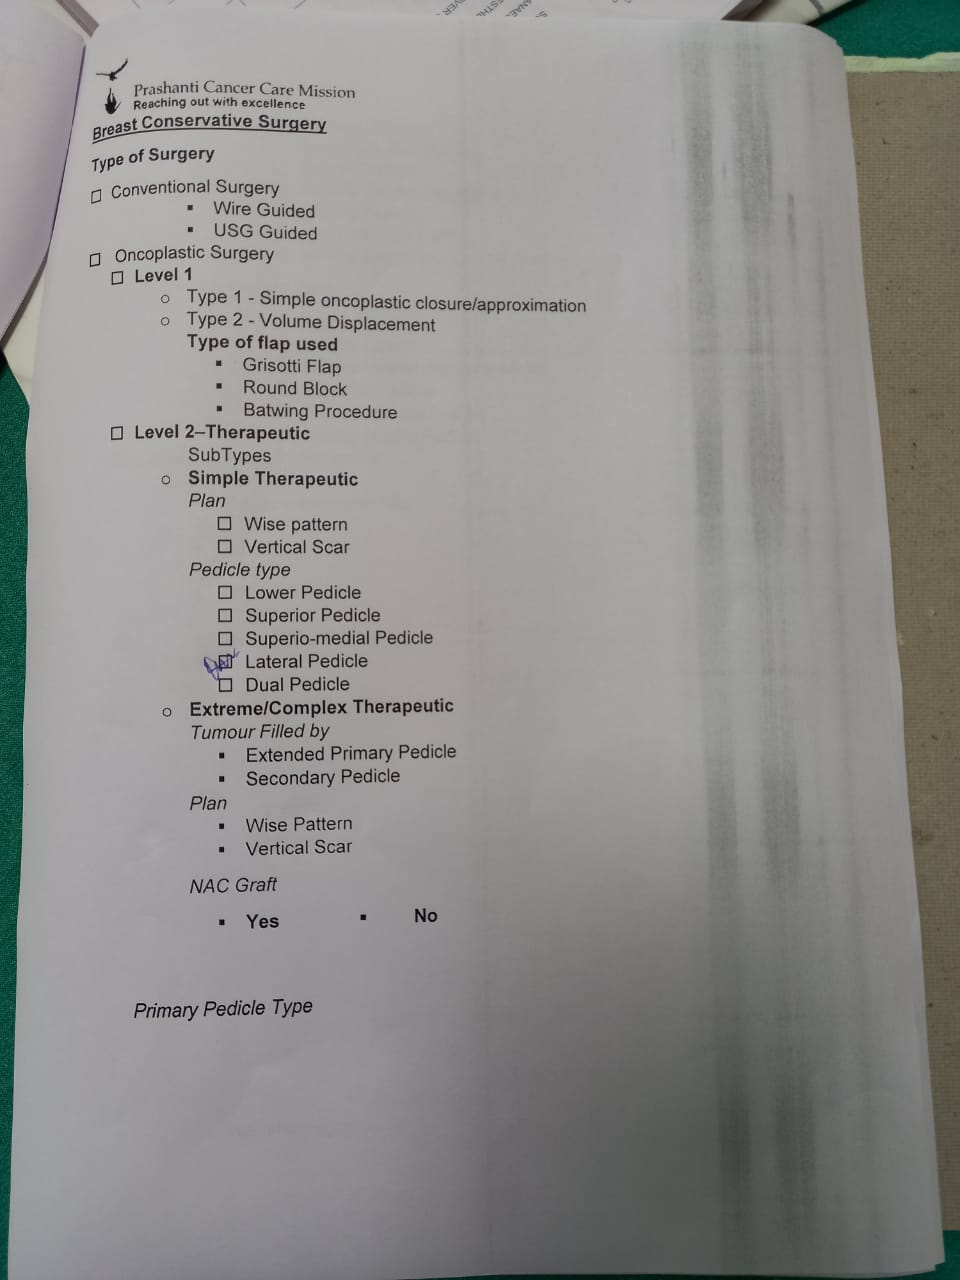 Prashanti Cancer Care Mission
Reaching out with excellence
Breast Conservative Surgery
Type of Surgery
☐ Conventional Surgery
▪ Wire Guided
▪ USG Guided
☐ Oncoplastic Surgery
☐ Level 1
o Type 1 - Simple oncoplastic closure/approximation
o Type 2 - Volume Displacement
Type of flap used
▪ Grisotti Flap
▪ Round Block
▪ Batwing Procedure
☐ Level 2–Therapeutic
SubTypes
o Simple Therapeutic
Plan
☐ Wise pattern
☐ Vertical Scar
Pedicle type
☐ Lower Pedicle
☐ Superior Pedicle
☐ Superio-medial Pedicle
☐ Lateral Pedicle
☐ Dual Pedicle
o Extreme/Complex Therapeutic
Tumour Filled by
▪ Extended Primary Pedicle
▪ Secondary Pedicle
Plan
▪ Wise Pattern
▪ Vertical Scar
NAC Graft
▪ Yes ▪ No
Primary Pedicle Type